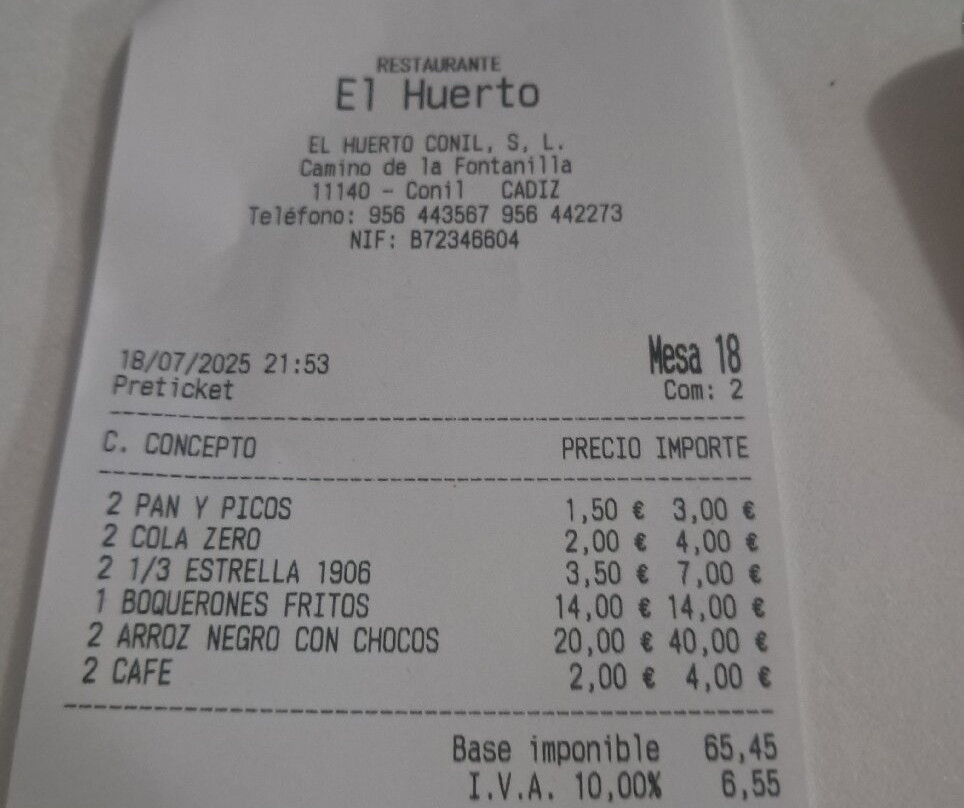 RESTAURANTE
El Huerto
EL HUERTO CONIL, S, L.
Camino de la Fontanilla
11140 - Conil CADIZ
Teléfono: 956 443567 956 442273
NIF: B72346604
18/07/2025 21:53 Mesa 18
Preticket Com: 2
C. CONCEPTO PRECIO IMPORTE
2 PAN Y PICOS 1,50 € 3,00 €
2 COLA ZERO 2,00 € 4,00 €
2 1/3 ESTRELLA 1906 3,50 € 7,00 €
1 BOQUERONES FRITOS 14,00 € 14,00 €
2 ARROZ NEGRO CON CHOCOS 20,00 € 40,00 €
2 CAFE 2,00 € 4,00 €
Base imponible 65,45
I.V.A. 10,00% 6,55